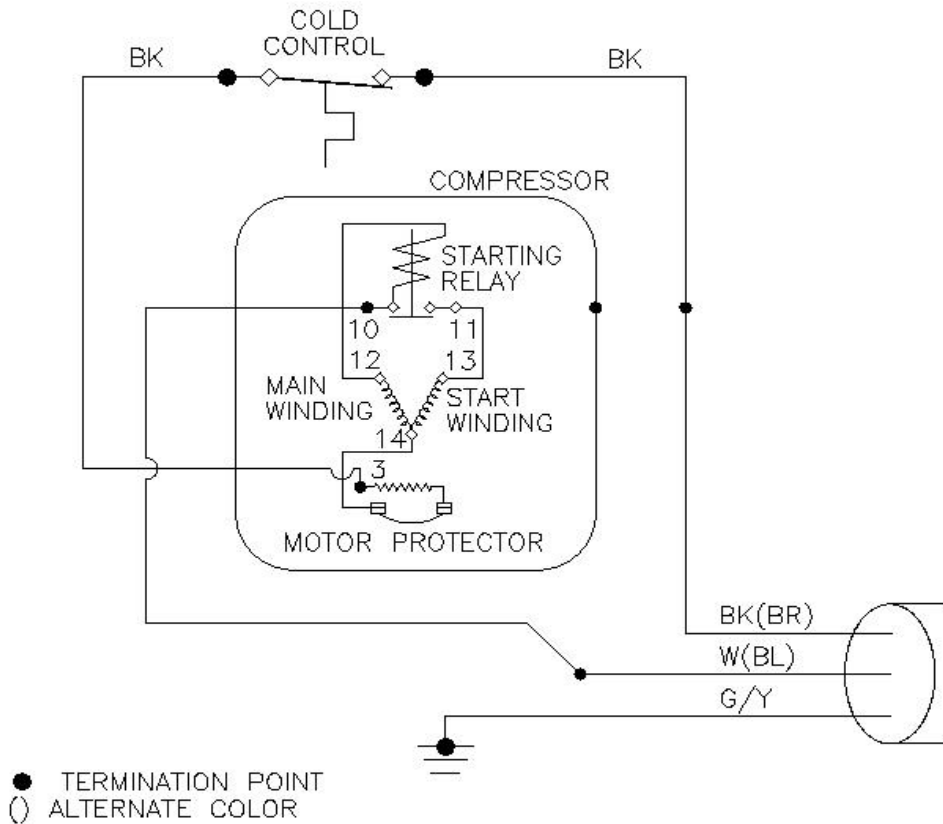 COLD
CONTROL
BK
BK
COMPRESSOR
STARTING
RELAY
10
11
12
13
MAIN
WINDING
START
WINDING
14
3
MOTOR PROTECTOR
BK(BR)
W(BL)
G/Y
TERMINATION POINT
() ALTERNATE COLOR